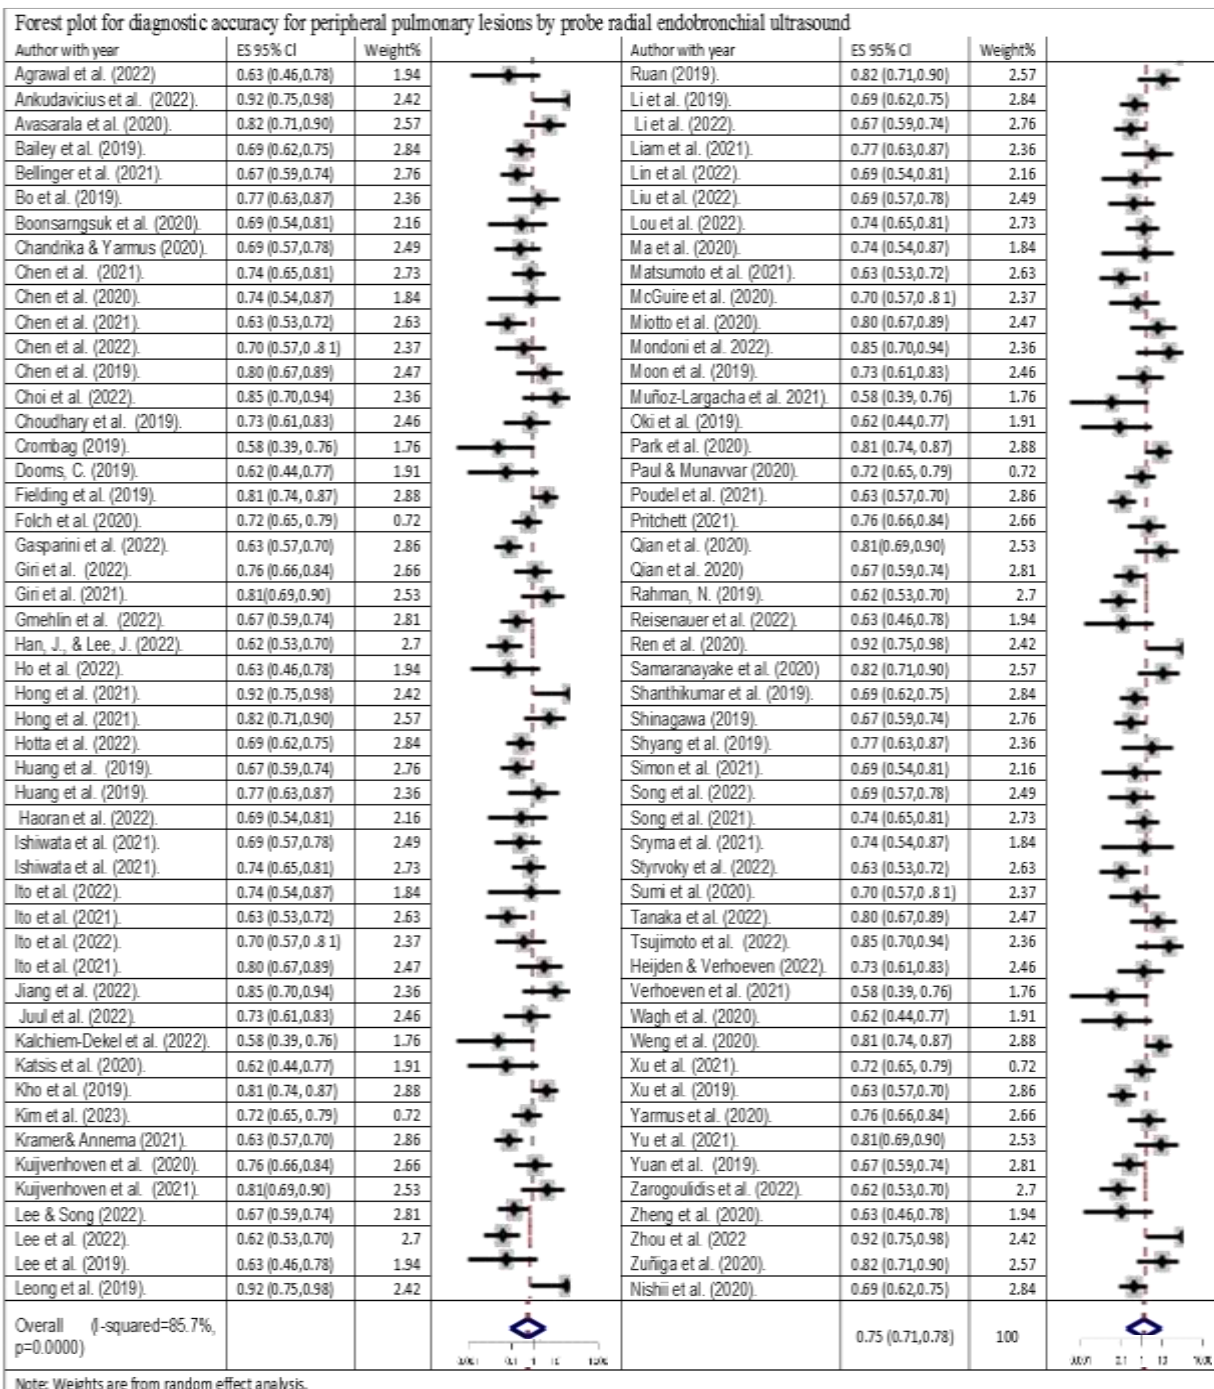 Forest plot for diagnostic accuracy for peripheral pulmonary lesions by probe radial endobronchial ultrasound
Author with year ES 95% CI Weight%
Agrawal et al. (2022) 0.63 (0.46,0.78) 1.94
Ankudavicius et al. (2022). 0.92 (0.75,0.98) 2.42
Avasarala et al. (2020). 0.82 (0.71,0.90) 2.57
Bailey et al. (2019). 0.69 (0.62,0.75) 2.84
Bellinger et al. (2021). 0.67 (0.59,0.74) 2.76
Bo et al. (2019). 0.77 (0.63,0.87) 2.36
Boonsarngsuk et al. (2020). 0.69 (0.54,0.81) 2.16
Chandrika & Yarmus (2020). 0.69 (0.57,0.78) 2.49
Chen et al. (2021). 0.74 (0.65,0.81) 2.73
Chen et al. (2020). 0.74 (0.54,0.87) 1.84
Chen et al. (2021). 0.63 (0.53,0.72) 2.63
Chen et al. (2022). 0.70 (0.57,0 .8 1) 2.37
Chen et al. (2019). 0.80 (0.67,0.89) 2.47
Choi et al. (2022). 0.85 (0.70,0.94) 2.36
Choudhary et al. (2019). 0.73 (0.61,0.83) 2.46
Crombag (2019). 0.58 (0.39, 0.76) 1.76
Dooms, C. (2019). 0.62 (0.44,0.77) 1.91
Fielding et al. (2019). 0.81 (0.74, 0.87) 2.88
Folch et al. (2020). 0.72 (0.65, 0.79) 0.72
Gasparini et al. (2022). 0.63 (0.57,0.70) 2.86
Giri et al. (2022). 0.76 (0.66,0.84) 2.66
Giri et al. (2021). 0.81(0.69,0.90) 2.53
Gmehlin et al. (2022). 0.67 (0.59,0.74) 2.81
Han, J., & Lee, J. (2022). 0.62 (0.53,0.70) 2.7
Ho et al. (2022). 0.63 (0.46,0.78) 1.94
Hong et al. (2021). 0.92 (0.75,0.98) 2.42
Hong et al. (2021). 0.82 (0.71,0.90) 2.57
Hotta et al. (2022). 0.69 (0.62,0.75) 2.84
Huang et al. (2019). 0.67 (0.59,0.74) 2.76
Huang et al. (2019). 0.77 (0.63,0.87) 2.36
Haoran et al. (2022). 0.69 (0.54,0.81) 2.16
Ishiwata et al. (2021). 0.69 (0.57,0.78) 2.49
Ishiwata et al. (2021). 0.74 (0.65,0.81) 2.73
Ito et al. (2022). 0.74 (0.54,0.87) 1.84
Ito et al. (2021). 0.63 (0.53,0.72) 2.63
Ito et al. (2022). 0.70 (0.57,0 .8 1) 2.37
Ito et al. (2021). 0.80 (0.67,0.89) 2.47
Jiang et al. (2022). 0.85 (0.70,0.94) 2.36
Juul et al. (2022). 0.73 (0.61,0.83) 2.46
Kalchiem-Dekel et al. (2022). 0.58 (0.39, 0.76) 1.76
Katsis et al. (2020). 0.62 (0.44,0.77) 1.91
Kho et al. (2019). 0.81 (0.74, 0.87) 2.88
Kim et al. (2023). 0.72 (0.65, 0.79) 0.72
Kramer& Annema (2021). 0.63 (0.57,0.70) 2.86
Kuijvenhoven et al. (2020). 0.76 (0.66,0.84) 2.66
Kuijvenhoven et al. (2021). 0.81(0.69,0.90) 2.53
Lee & Song (2022). 0.67 (0.59,0.74) 2.81
Lee et al. (2022). 0.62 (0.53,0.70) 2.7
Lee et al. (2019). 0.63 (0.46,0.78) 1.94
Leong et al. (2019). 0.92 (0.75,0.98) 2.42
Overall (I-squared=85.7%,
p=0.0000)
0.1 1
Author with year ES 95% CI Weight%
Ruan (2019). 0.82 (0.71,0.90) 2.57
Li et al. (2019). 0.69 (0.62,0.75) 2.84
Li et al. (2022). 0.67 (0.59,0.74) 2.76
Liam et al. (2021). 0.77 (0.63,0.87) 2.36
Lin et al. (2022). 0.69 (0.54,0.81) 2.16
Liu et al. (2022). 0.69 (0.57,0.78) 2.49
Lou et al. (2022). 0.74 (0.65,0.81) 2.73
Ma et al. (2020). 0.74 (0.54,0.87) 1.84
Matsumoto et al. (2021). 0.63 (0.53,0.72) 2.63
McGuire et al. (2020). 0.70 (0.57,0 .8 1) 2.37
Miotto et al. (2020). 0.80 (0.67,0.89) 2.47
Mondoni et al. 2022). 0.85 (0.70,0.94) 2.36
Moon et al. (2019). 0.73 (0.61,0.83) 2.46
Muñoz-Largacha et al. 2021). 0.58 (0.39, 0.76) 1.76
Oki et al. (2019). 0.62 (0.44,0.77) 1.91
Park et al. (2020). 0.81 (0.74, 0.87) 2.88
Paul & Munavvar (2020). 0.72 (0.65, 0.79) 0.72
Poudel et al. (2021). 0.63 (0.57,0.70) 2.86
Pritchett (2021). 0.76 (0.66,0.84) 2.66
Qian et al. (2020). 0.81(0.69,0.90) 2.53
Qian et al. 2020) 0.67 (0.59,0.74) 2.81
Rahman, N. (2019). 0.62 (0.53,0.70) 2.7
Reisenauer et al. (2022). 0.63 (0.46,0.78) 1.94
Ren et al. (2020). 0.92 (0.75,0.98) 2.42
Samaranayake et al. (2020) 0.82 (0.71,0.90) 2.57
Shanthikumar et al. (2019). 0.69 (0.62,0.75) 2.84
Shinagawa (2019). 0.67 (0.59,0.74) 2.76
Shyang et al. (2019). 0.77 (0.63,0.87) 2.36
Simon et al. (2021). 0.69 (0.54,0.81) 2.16
Song et al. (2022). 0.69 (0.57,0.78) 2.49
Song et al. (2021). 0.74 (0.65,0.81) 2.73
Sryma et al. (2021). 0.74 (0.54,0.87) 1.84
Styrvoky et al. (2022). 0.63 (0.53,0.72) 2.63
Sumi et al. (2020). 0.70 (0.57,0 .8 1) 2.37
Tanaka et al. (2022). 0.80 (0.67,0.89) 2.47
Tsujimoto et al. (2022). 0.85 (0.70,0.94) 2.36
Heijden & Verhoeven (2022). 0.73 (0.61,0.83) 2.46
Verhoeven et al. (2021) 0.58 (0.39, 0.76) 1.76
Wagh et al. (2020). 0.62 (0.44,0.77) 1.91
Weng et al. (2020). 0.81 (0.74, 0.87) 2.88
Xu et al. (2021). 0.72 (0.65, 0.79) 0.72
Xu et al. (2019). 0.63 (0.57,0.70) 2.86
Yarmus et al. (2020). 0.76 (0.66,0.84) 2.66
Yu et al. (2021). 0.81(0.69,0.90) 2.53
Yuan et al. (2019). 0.67 (0.59,0.74) 2.81
Zarogoulidis et al. (2022). 0.62 (0.53,0.70) 2.7
Zheng et al. (2020). 0.63 (0.46,0.78) 1.94
Zhou et al. (2022 0.92 (0.75,0.98) 2.42
Zuñiga et al. (2020). 0.82 (0.71,0.90) 2.57
Nishii et al. (2020). 0.69 (0.62,0.75) 2.84
0.75 (0.71,0.78) 100
Note: Weights are from random effect analysis.